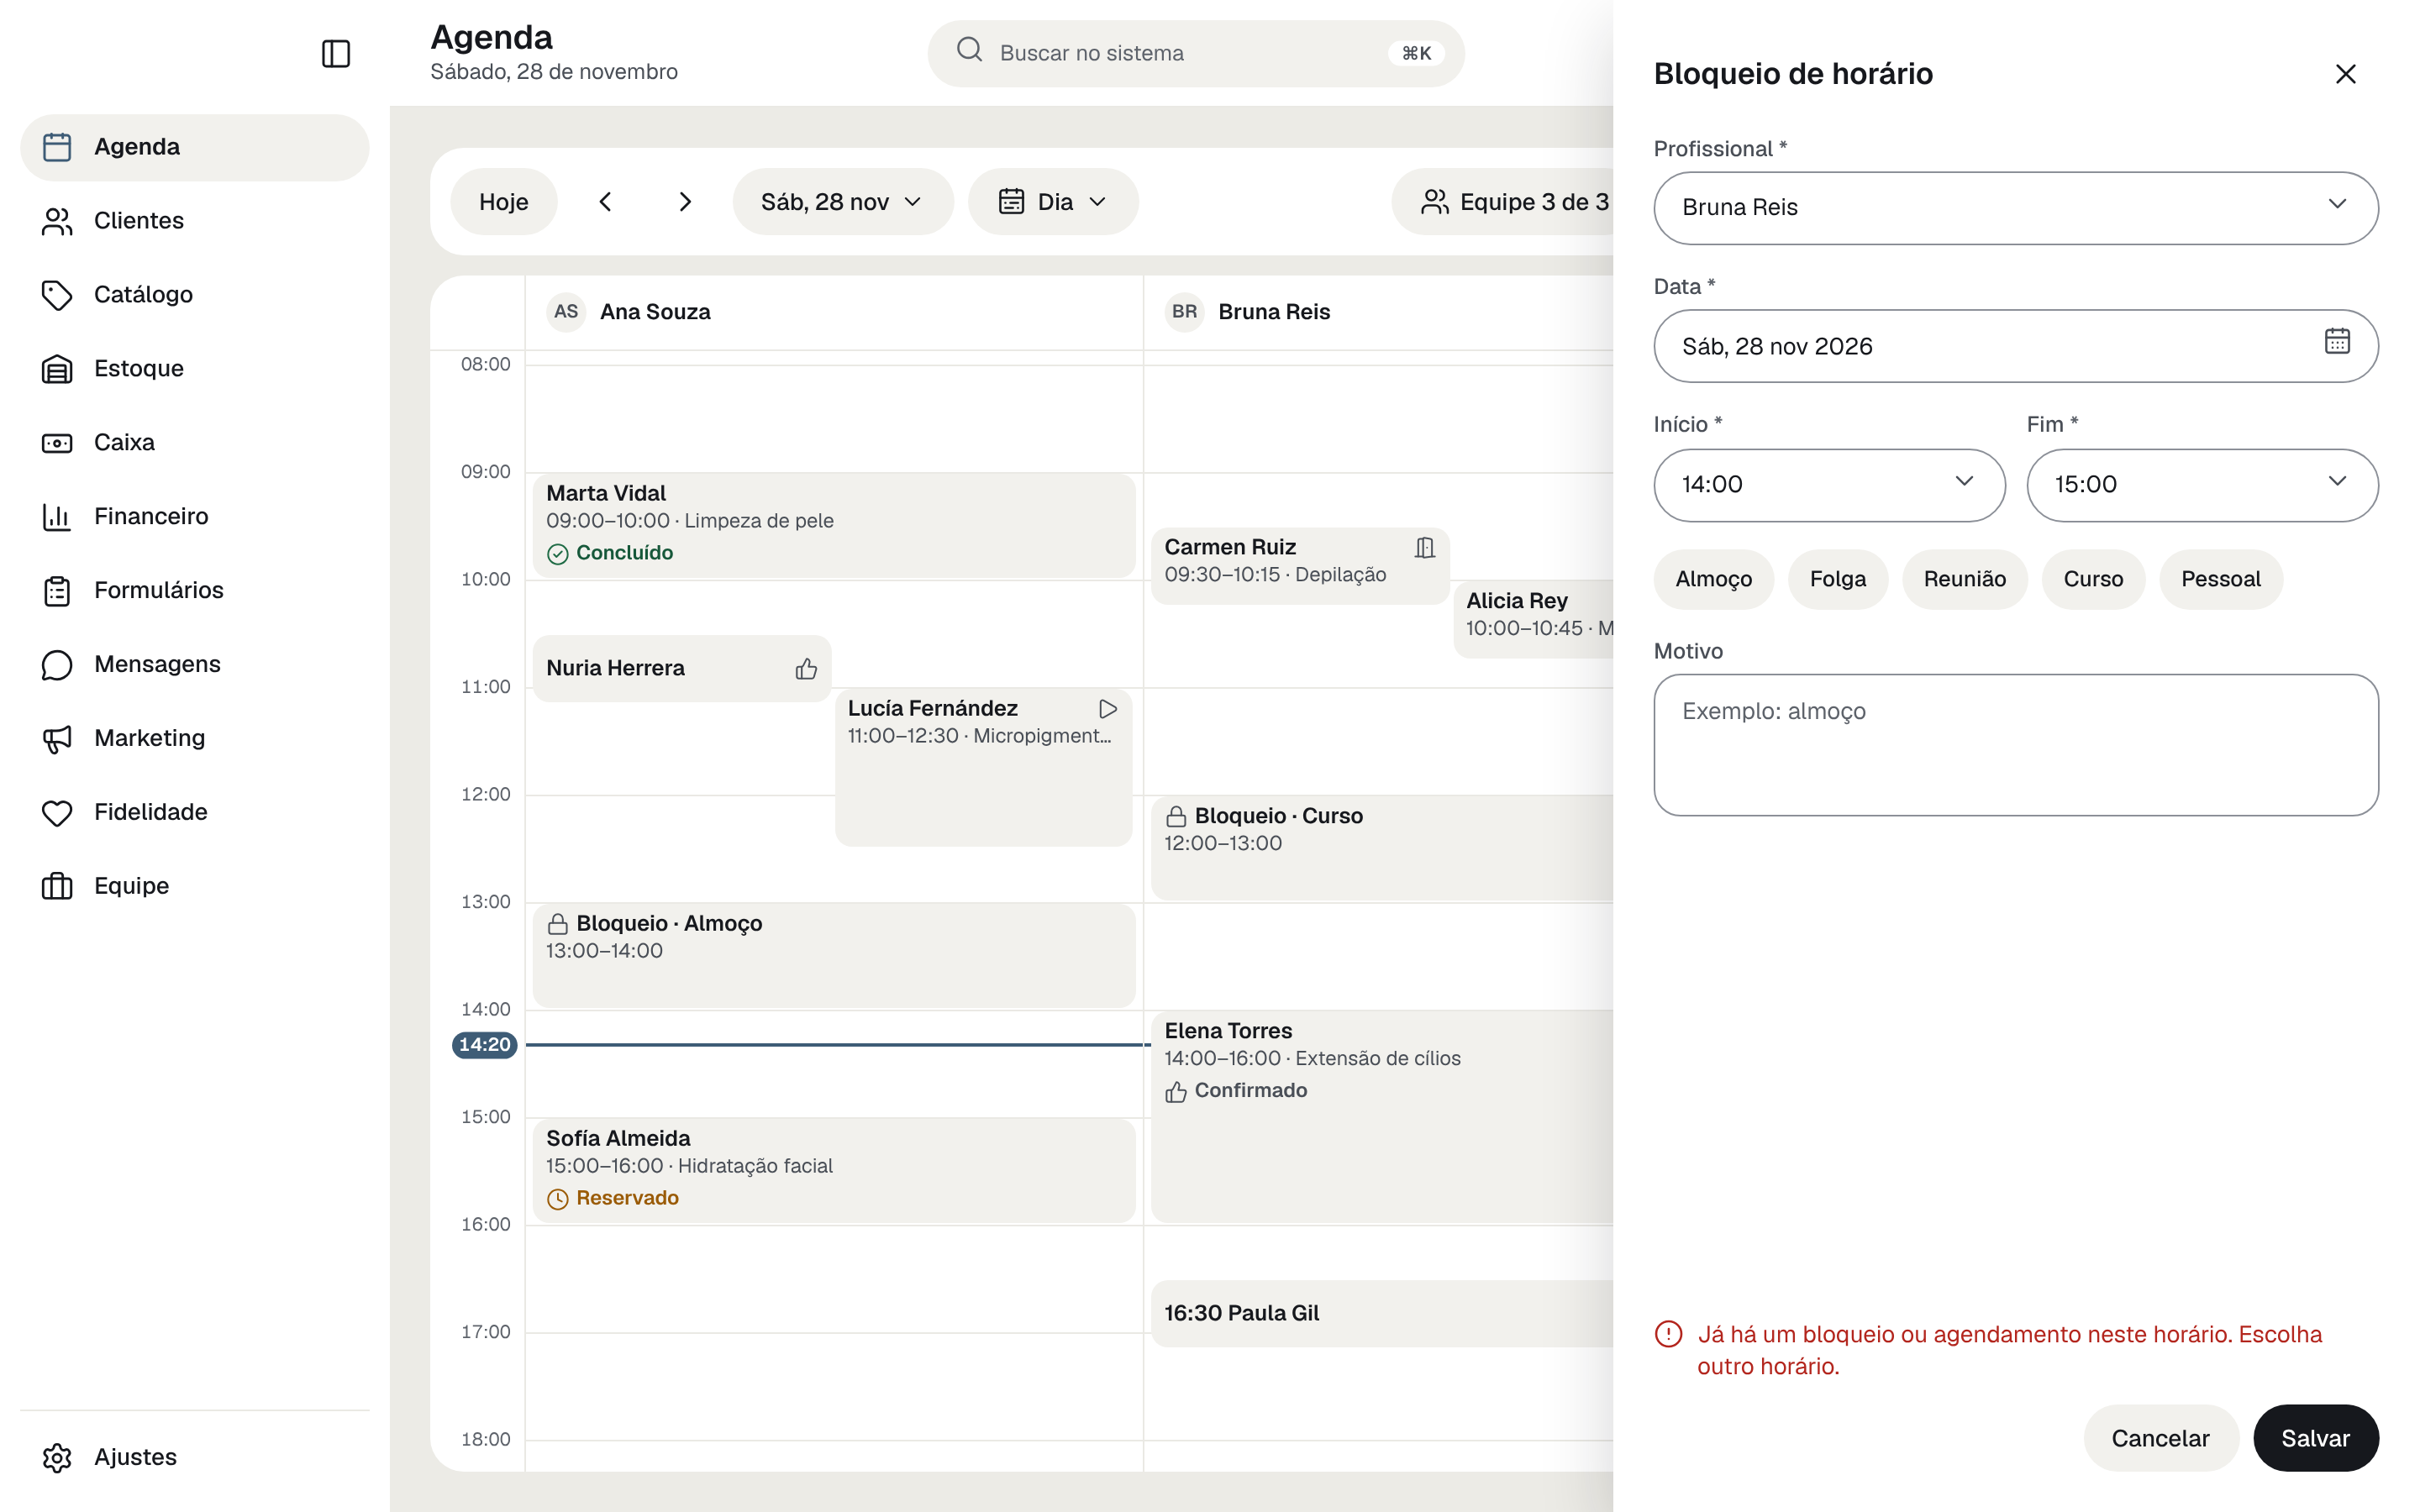 Agenda
Sábado, 28 de novembro
Buscar no sistema
⌘K
Agenda
Clientes
Catálogo
Estoque
Caixa
Financeiro
Formulários
Mensagens
Marketing
Fidelidade
Equipe
Ajustes
Hoje
Sáb, 28 nov
Dia
Equipe 3 de 3
AS
Ana Souza
BR
Bruna Reis
08:00
09:00
10:00
11:00
12:00
13:00
14:00
14:20
15:00
16:00
17:00
18:00
Marta Vidal
09:00–10:00 · Limpeza de pele
Concluído
Nuria Herrera
Lucía Fernández
11:00–12:30 · Micropigment...
Bloqueio · Almoço
13:00–14:00
Sofía Almeida
15:00–16:00 · Hidratação facial
Reservado
Carmen Ruiz
09:30–10:15 · Depilação
Alicia Rey
10:00–10:45 · M
Bloqueio · Curso
12:00–13:00
Elena Torres
14:00–16:00 · Extensão de cílios
Confirmado
16:30 Paula Gil
Bloqueio de horário
Profissional *
Bruna Reis
Data *
Sáb, 28 nov 2026
Início *
Fim *
14:00
15:00
Almoço
Folga
Reunião
Curso
Pessoal
Motivo
Exemplo: almoço
Já há um bloqueio ou agendamento neste horário. Escolha
outro horário.
Cancelar
Salvar